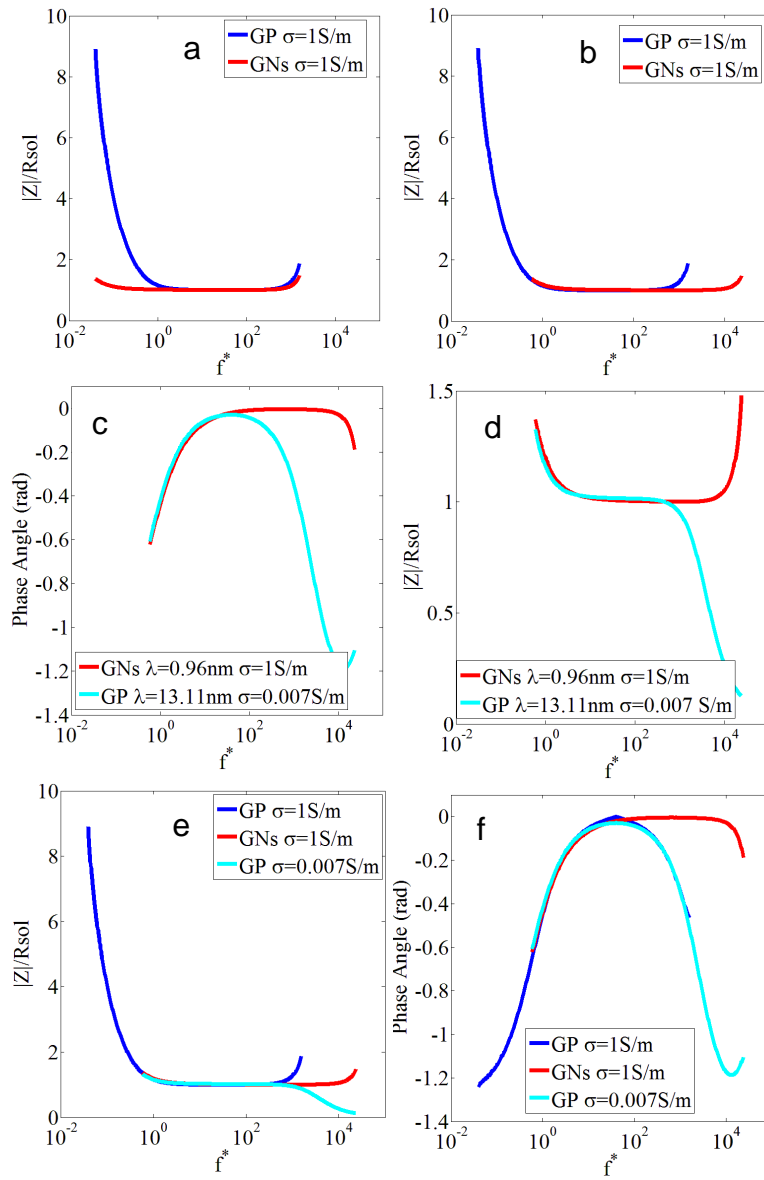 a
GP σ=1S/m
GNs σ=1S/m
|Z|/Rsol
10
8
6
4
2
0
10^-2
10^0
10^2
10^4
f*
b
GP σ=1S/m
GNs σ=1S/m
|Z|/Rsol
10
8
6
4
2
0
10^-2
10^0
10^2
10^4
f*
c
Phase Angle (rad)
0
-0.2
-0.4
-0.6
-0.8
-1
-1.2
-1.4
GNs λ=0.96nm σ=1S/m
GP λ=13.11nm σ=0.007S/m
10^-2
10^0
10^2
10^4
f*
d
|Z|/Rsol
1.5
1
0.5
0
GNs λ=0.96nm σ=1S/m
GP λ=13.11nm σ=0.007 S/m
10^-2
10^0
10^2
10^4
f*
e
GP σ=1S/m
GNs σ=1S/m
GP σ=0.007S/m
|Z|/Rsol
10
8
6
4
2
0
10^-2
10^0
10^2
10^4
f*
f
Phase Angle (rad)
0
-0.2
-0.4
-0.6
-0.8
-1
-1.2
-1.4
GP σ=1S/m
GNs σ=1S/m
GP σ=0.007S/m
10^-2
10^0
10^2
10^4
f*